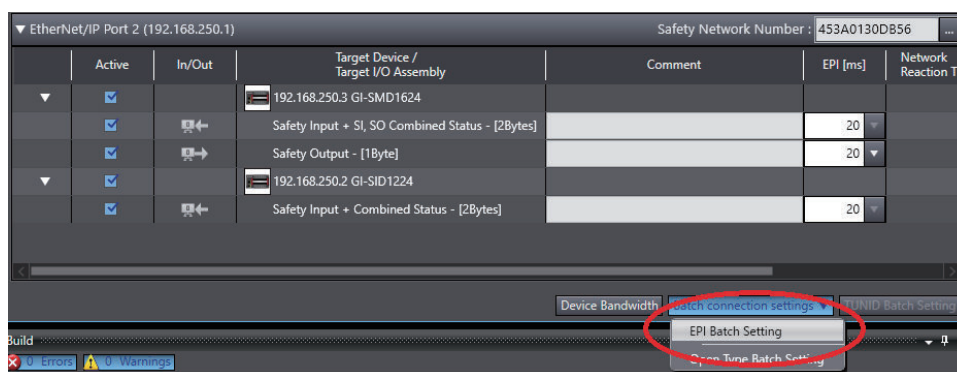 ▼ EtherNet/IP Port 2 (192.168.250.1) Safety Network Number : 453A0130DB56 ...
Active In/Out Target Device / Target I/O Assembly Comment EPI [ms] Network Reaction T
192.168.250.3 GI-SMD1624
Safety Input + SI, SO Combined Status - [2Bytes] 20
Safety Output - [1Byte] 20
192.168.250.2 GI-SID1224
Safety Input + Combined Status - [2Bytes] 20
Device Bandwidth Batch connection settings TUNID Batch Setting
EPI Batch Setting
Build
Open Type Batch Setting
0 Errors 0 Warnings